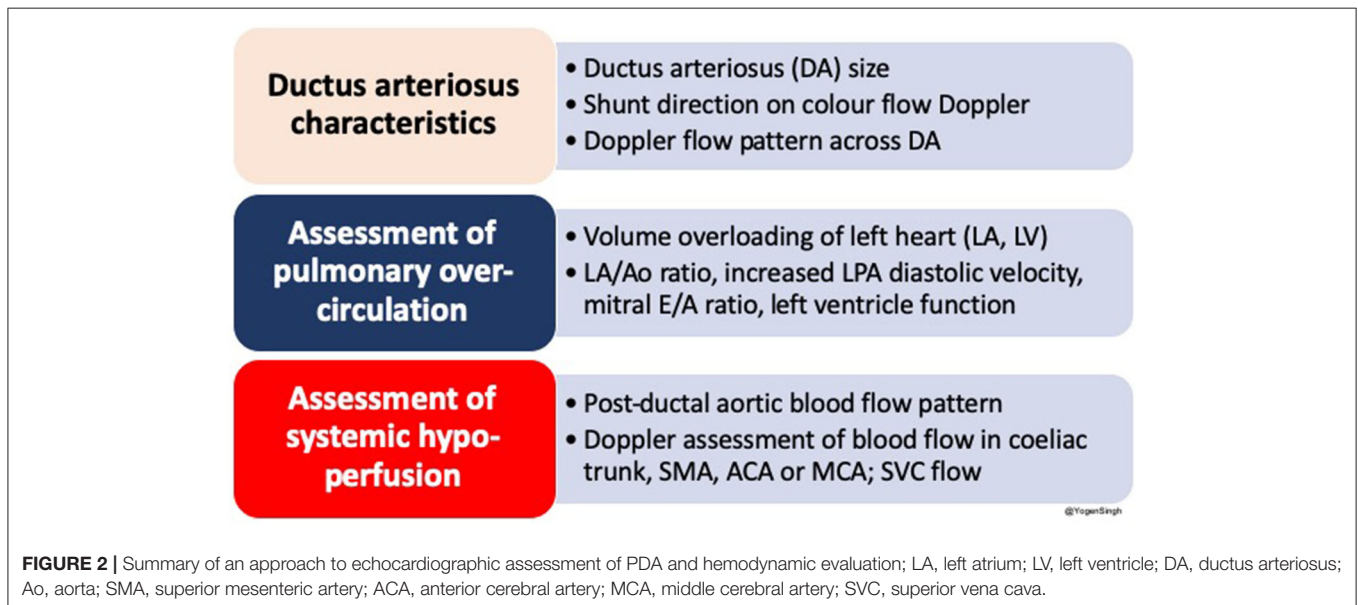 Ductus arteriosus
characteristics
• Ductus arteriosus (DA) size
• Shunt direction on colour flow Doppler
• Doppler flow pattern across DA
Assessment of
pulmonary over-
circulation
• Volume overloading of left heart (LA, LV)
• LA/Ao ratio, increased LPA diastolic velocity,
mitral E/A ratio, left ventricle function
Assessment of
systemic hypo-
perfusion
• Post-ductal aortic blood flow pattern
• Doppler assessment of blood flow in coeliac
trunk, SMA, ACA or MCA; SVC flow
@YogenSingh
FIGURE 2 | Summary of an approach to echocardiographic assessment of PDA and hemodynamic evaluation; LA, left atrium; LV, left ventricle; DA, ductus arteriosus;
Ao, aorta; SMA, superior mesenteric artery; ACA, anterior cerebral artery; MCA, middle cerebral artery; SVC, superior vena cava.